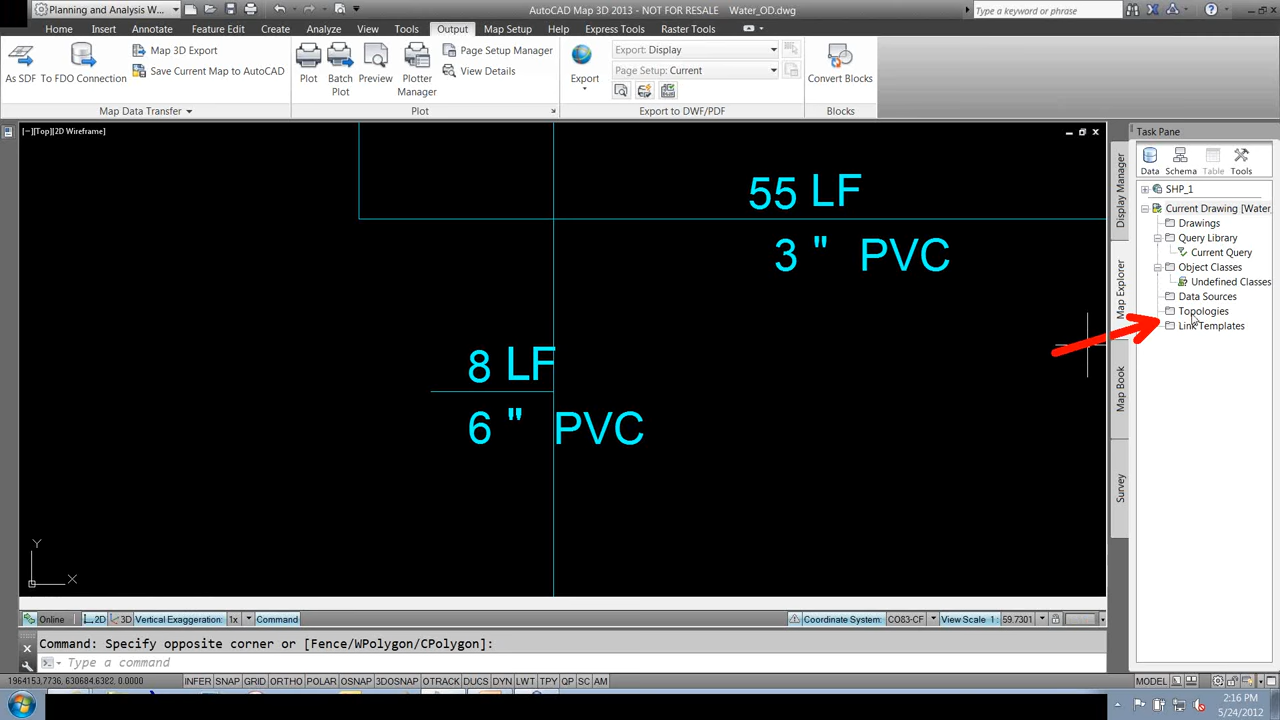 Planning and Analysis W...
AutoCAD Map 3D 2013 - NOT FOR RESALE Water_OD.dwg
Type a keyword or phrase
Home Insert Annotate Feature Edit Create Analyze View Tools Output Map Setup Help Express Tools Raster Tools
As SDF
To FDO Connection
Map 3D Export
Save Current Map to AutoCAD
Map Data Transfer
Plot
Batch
Plot
Preview
Plotter
Manager
Page Setup Manager
View Details
Plot
Export
Export: Display
Page Setup: Current
Export to DWF/PDF
Convert Blocks
Blocks
[−][Top][2D Wireframe]
55 LF
3 " PVC
8 LF
6 " PVC
Y
X
Display Manager
Map Explorer
Map Book
Survey
Task Pane
Data Schema Table Tools
SHP_1
Current Drawing [Water_
Drawings
Query Library
Current Query
Object Classes
Undefined Classes
Data Sources
Topologies
Link Templates
Online 2D 3D Vertical Exaggeration: 1x Command
Coordinate System: CO83-CF View Scale 1: 59.7301
Command: Specify opposite corner or [Fence/WPolygon/CPolygon]:
Type a command
1964153.7736, 630684.6382, 0.0000 INFER SNAP GRID ORTHO POLAR OSNAP 3DOSNAP OTRACK DUCS DYN LWT TPY QP SC AM
MODEL
2:16 PM
5/24/2012